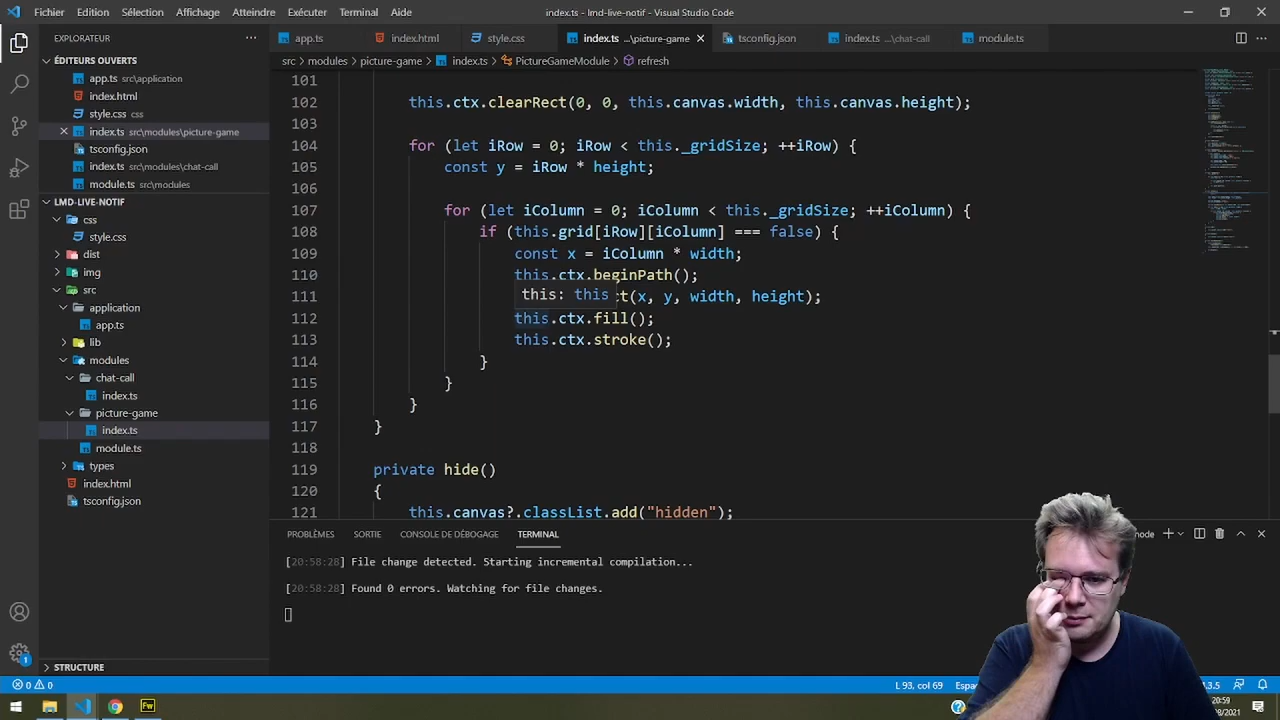 Fichier Edition Sélection Affichage Atteindre Exécuter Terminal Aide index.ts - lmd-live-notif - Visual Studio Code
EXPLORATEUR
app.ts index.html style.css index.ts ...\picture-game tsconfig.json index.ts ...\chat-call module.ts
src > modules > picture-game > index.ts > refresh
ÉDITEURS OUVERTS
app.ts src\application
index.html
style.css css
index.ts src\modules\picture-game
tsconfig.json
index.ts src\modules\chat-call
module.ts src\modules
LMD-LIVE-NOTIF
css
style.css
dist
img
src
application
app.ts
lib
modules
chat-call
index.ts
picture-game
index.ts
module.ts
types
index.html
tsconfig.json
STRUCTURE
101
102 this.ctx.clearRect(0, 0, this.canvas.width, this.canvas.height);
103
104 for (let iRow = 0; iRow < this._gridSize; ++iRow) {
105 const y = iRow * height;
106
107 for (let iColumn = 0; iColumn < this._gridSize; ++iColumn
108 if (this.grid[iRow][iColumn] === false) {
109 const x = iColumn * width;
110 this.ctx.beginPath();
this: this
111 ct(x, y, width, height);
112 this.ctx.fill();
113 this.ctx.stroke();
114 }
115 }
116 }
117 }
118
119 private hide()
120 {
121 this.canvas?.classList.add("hidden");
PROBLÈMES SORTIE CONSOLE DE DÉBOGAGE TERMINAL node
[20:58:28] File change detected. Starting incremental compilation...
[20:58:28] Found 0 errors. Watching for file changes.
0 0 L 93, col 69 Espa .3.5
1
Fw
20:59
/2021